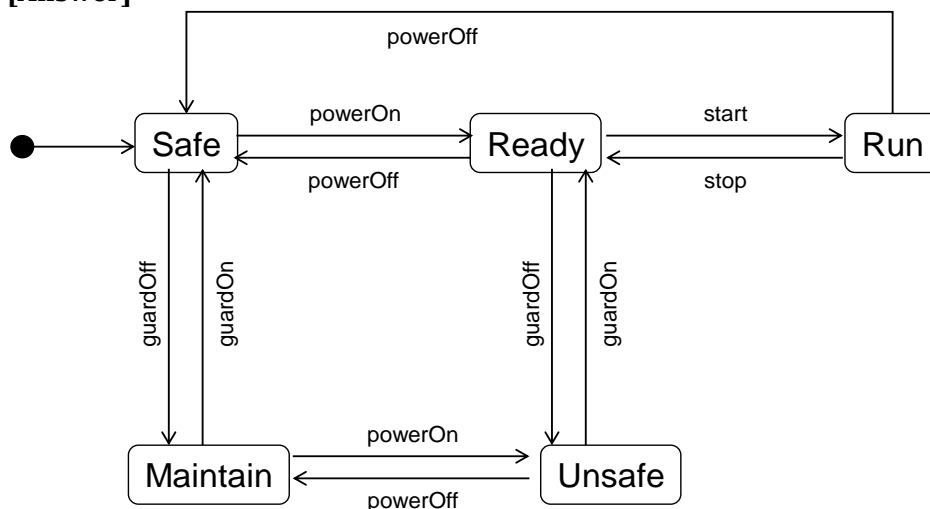 [Answer]
powerOff
Safe
powerOn
Ready
start
Run
powerOff
stop
guardOff
guardOn
guardOff
guardOn
Maintain
powerOn
Unsafe
powerOff